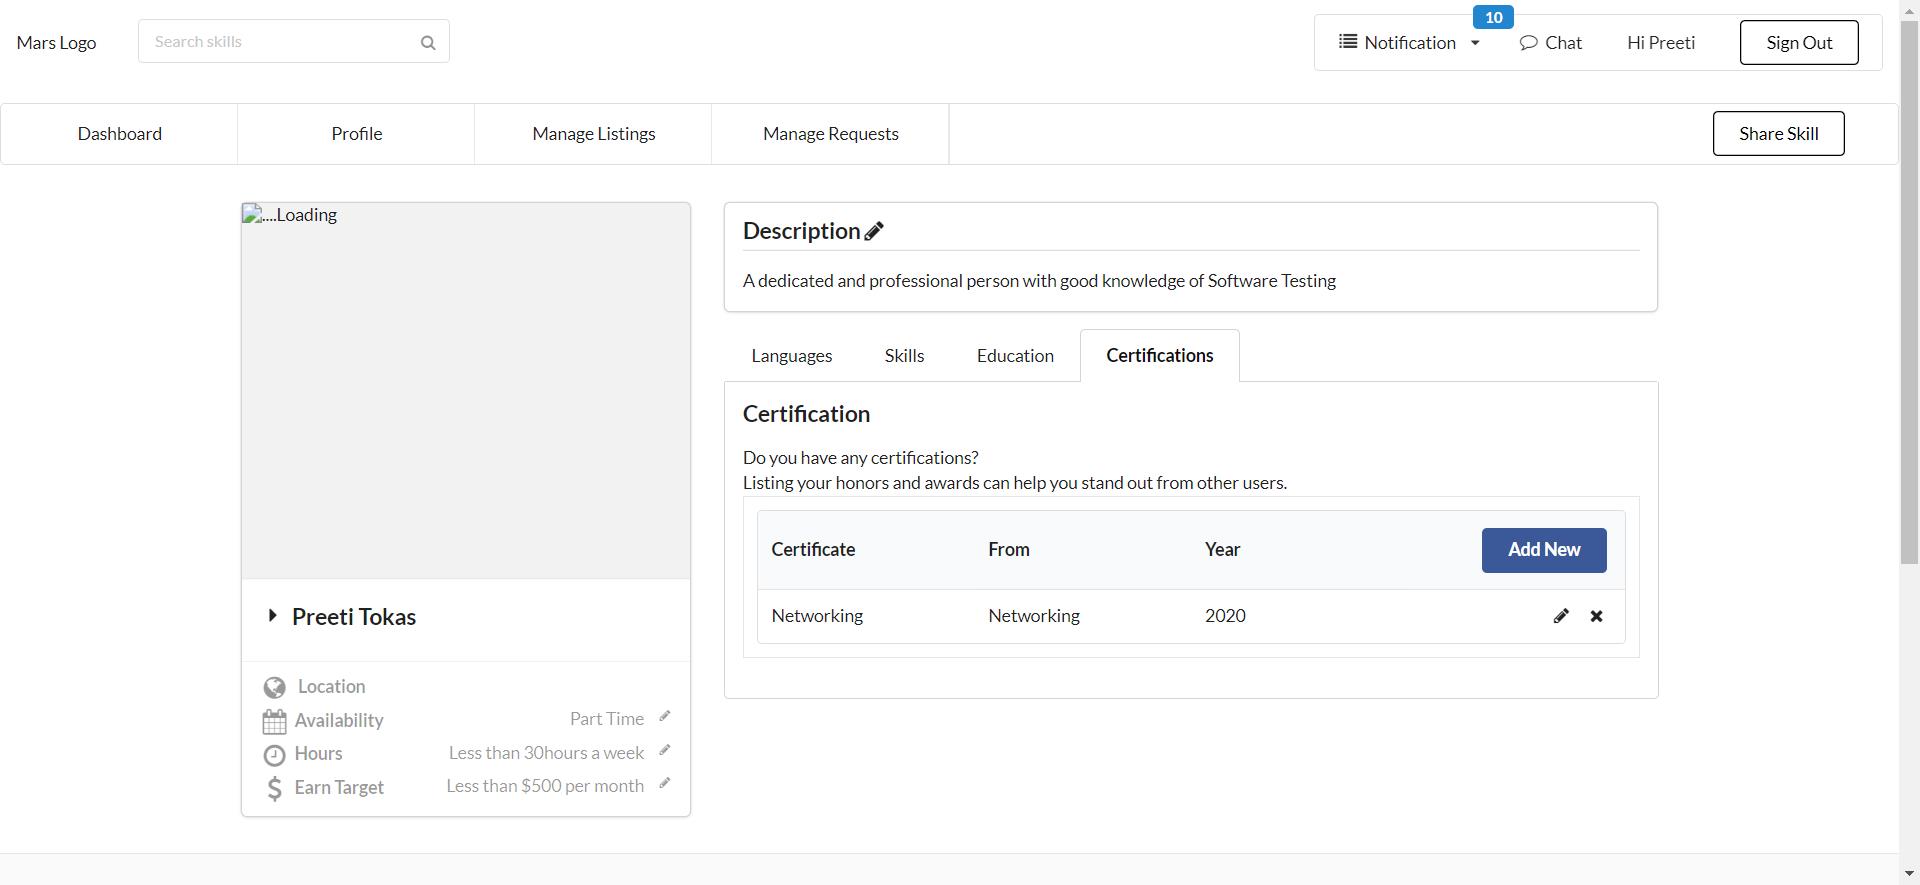 Mars Logo
Search skills
Notification
10
Chat
Hi Preeti
Sign Out
Dashboard
Profile
Manage Listings
Manage Requests
Share Skill
....Loading
Preeti Tokas
Location
Availability
Part Time
Hours
Less than 30hours a week
Earn Target
Less than $500 per month
Description
A dedicated and professional person with good knowledge of Software Testing
Languages
Skills
Education
Certifications
Certification
Do you have any certifications?
Listing your honors and awards can help you stand out from other users.
Certificate
From
Year
Add New
Networking
Networking
2020